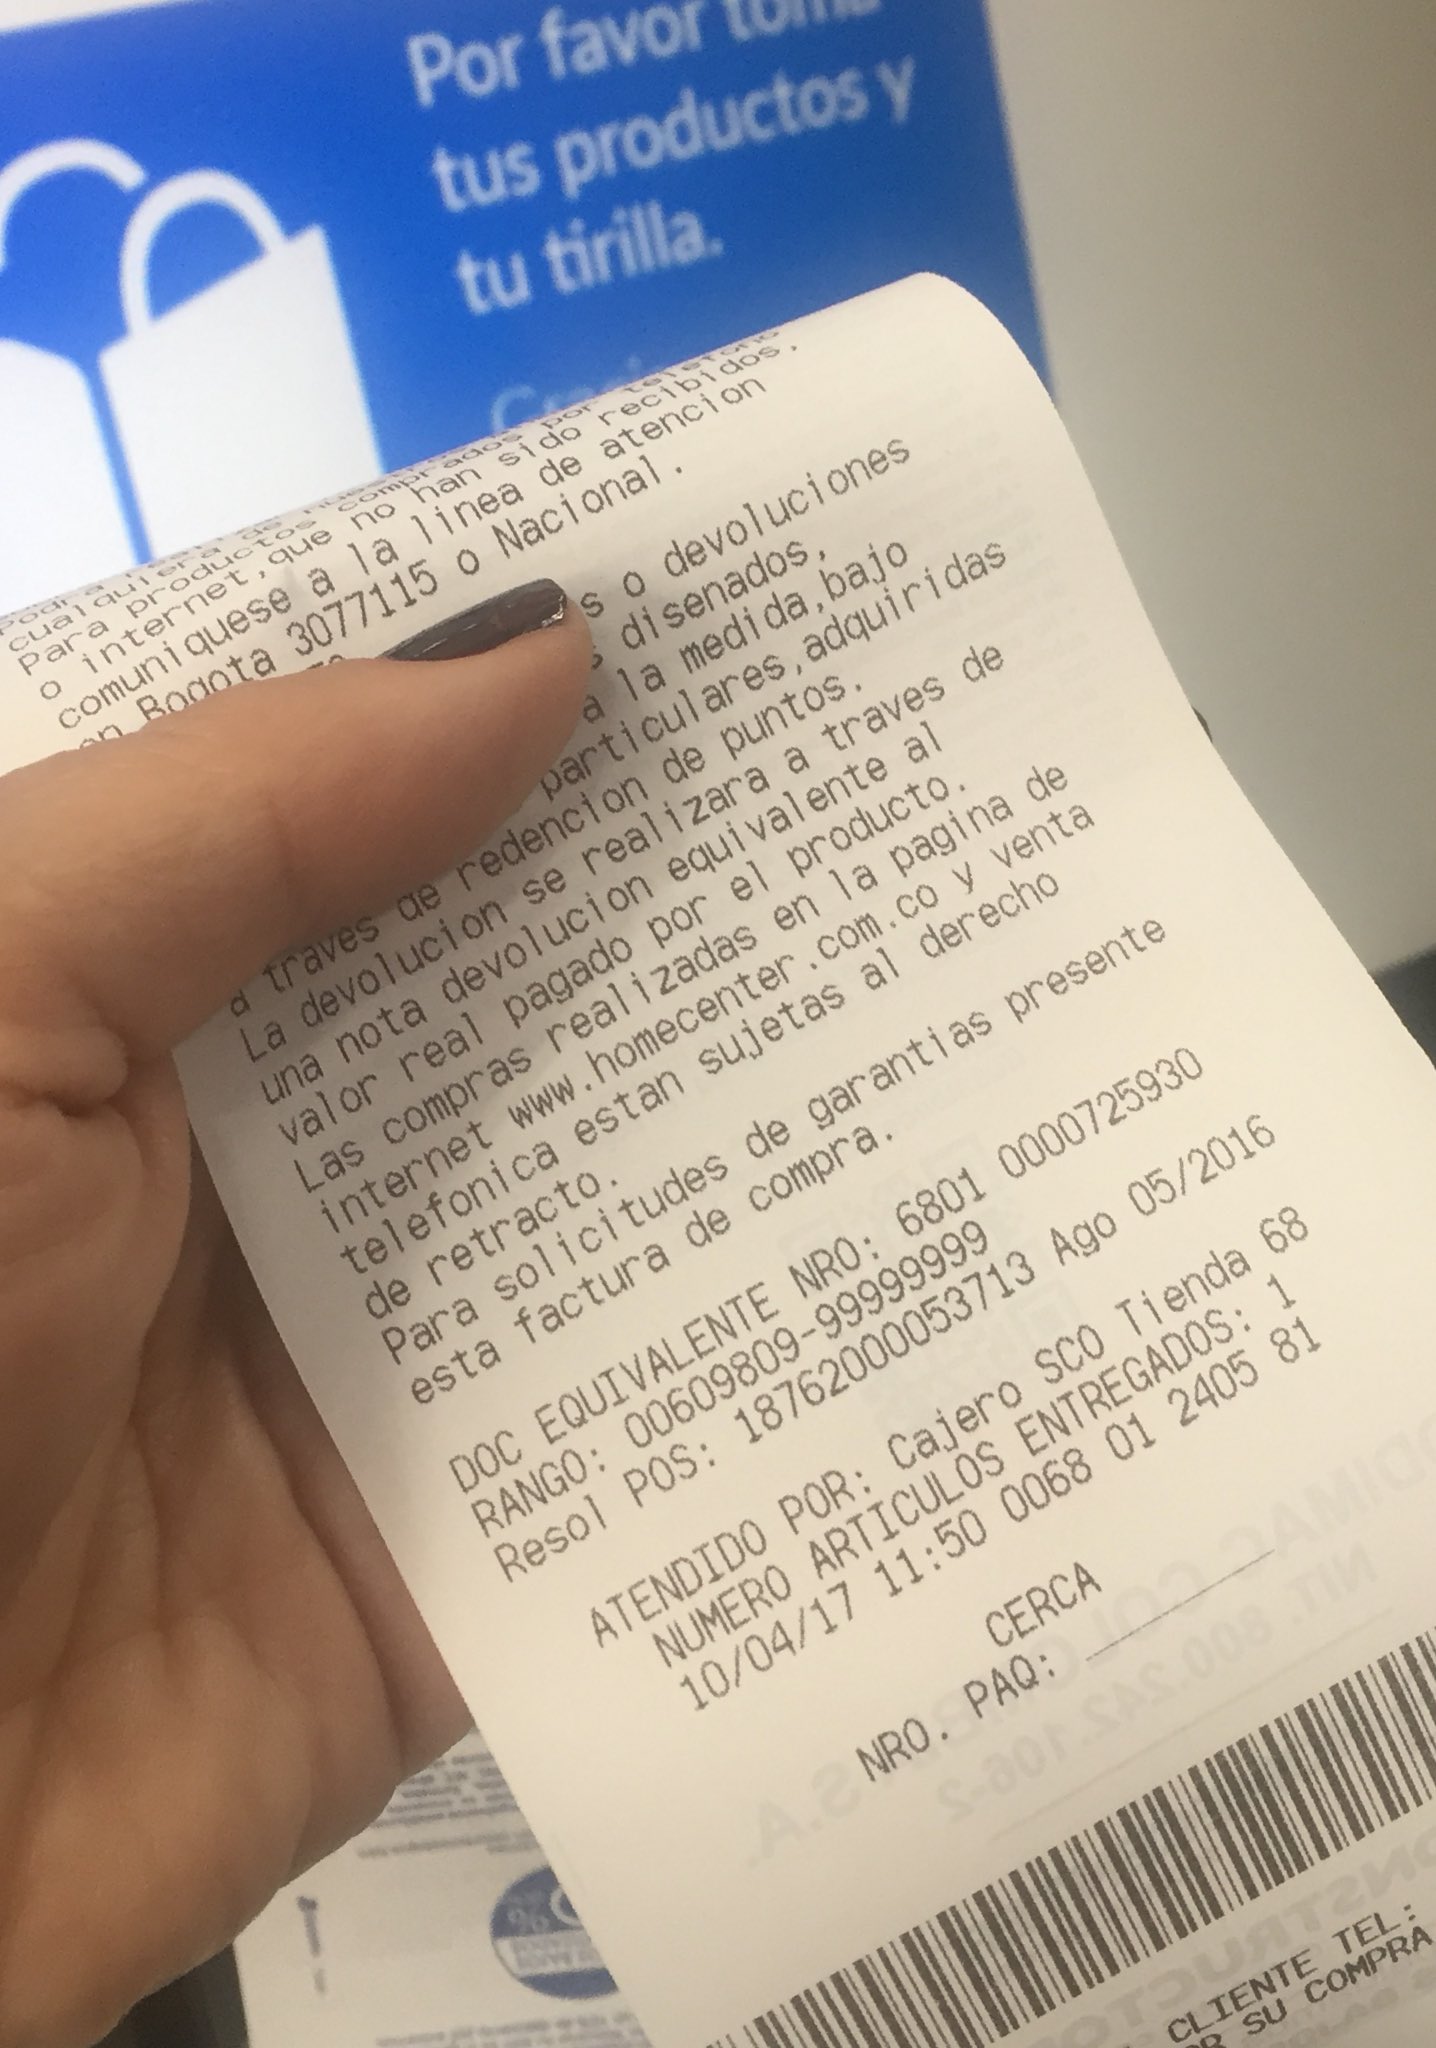 Por favor toma
tus productos y
tu tirilla.
Para productos comprados por telefono
o internet,que no han sido recibidos,
comuniquese a la linea de atencion
en Bogota 3077115 o Nacional.
s o devoluciones
disenados,
a la medida,bajo
particulares,adquiridas
a traves de redencion de puntos.
La devolucion se realizara a traves de
una nota devolucion equivalente al
valor real pagado por el producto.
Las compras realizadas en la pagina de
internet www.homecenter.com.co y venta
telefonica estan sujetas al derecho
de retracto.
Para solicitudes de garantias presente
esta factura de compra.
DOC EQUIVALENTE NRO: 6801 0000725930
RANGO: 00609809-99999999
Resol POS: 18762000053713 Ago 05/2016
ATENDIDO POR: Cajero SCO Tienda 68
NUMERO ARTICULOS ENTREGADOS: 1
10/04/17 11:50 0068 01 2405 81
CERCA
NRO. PAQ:
CLIENTE TEL:
SU COMPRA